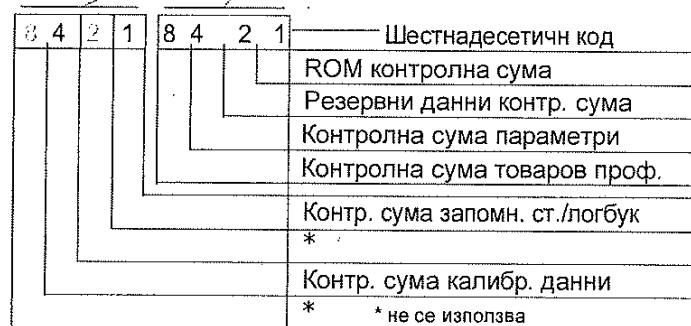 8 4 2 1 8 4 2 1 Шестнадесетичн код
ROM контролна сума
Резервни данни контр. сума
Контролна сума параметри
Контролна сума товаров проф.
Контр. сума запомн. ст./логбук
*
Контр. сума калибр. данни
* * не се използва